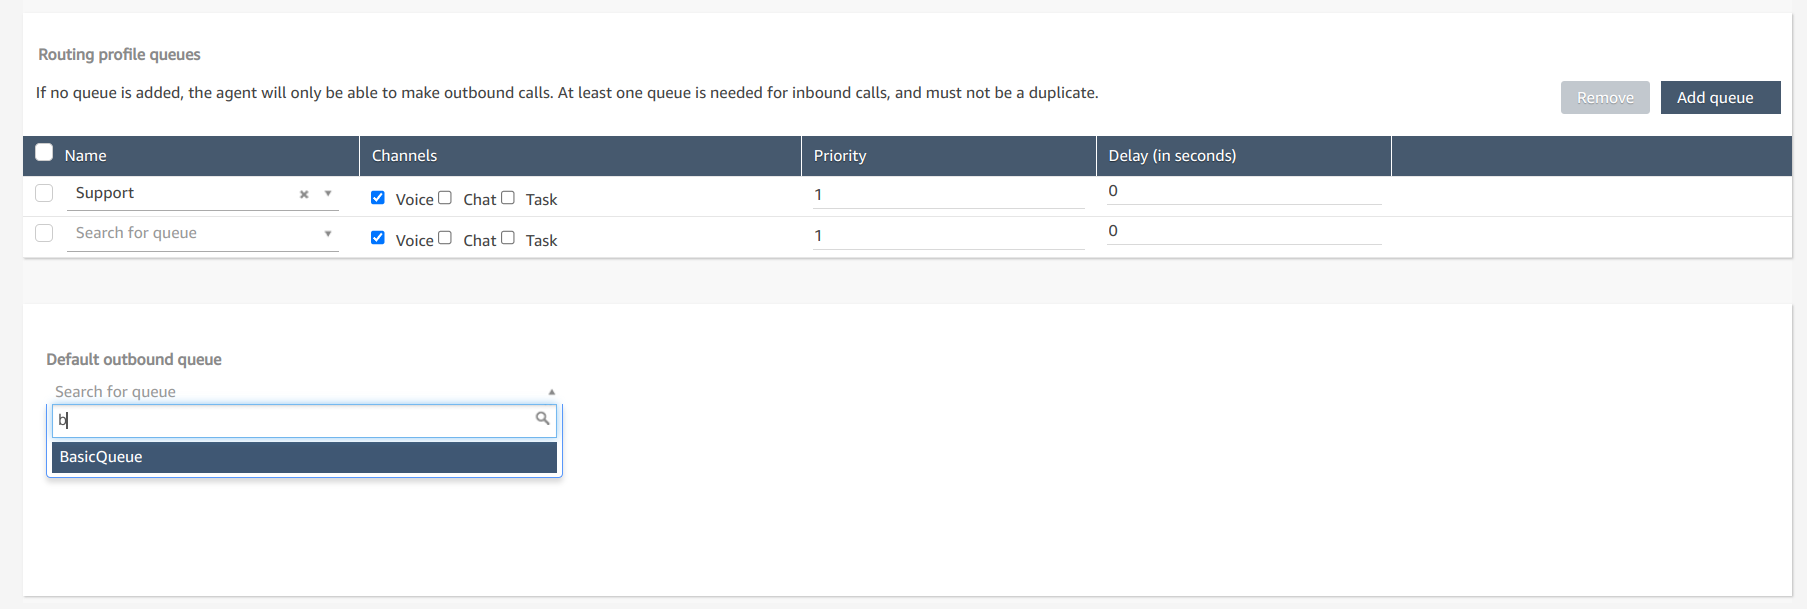 Routing profile queues
If no queue is added, the agent will only be able to make outbound calls. At least one queue is needed for inbound calls, and must not be a duplicate.
Remove Add queue
Name Channels Priority Delay (in seconds)
Support Voice Chat Task 1 0
Search for queue Voice Chat Task 1 0
Default outbound queue
Search for queue
b
BasicQueue